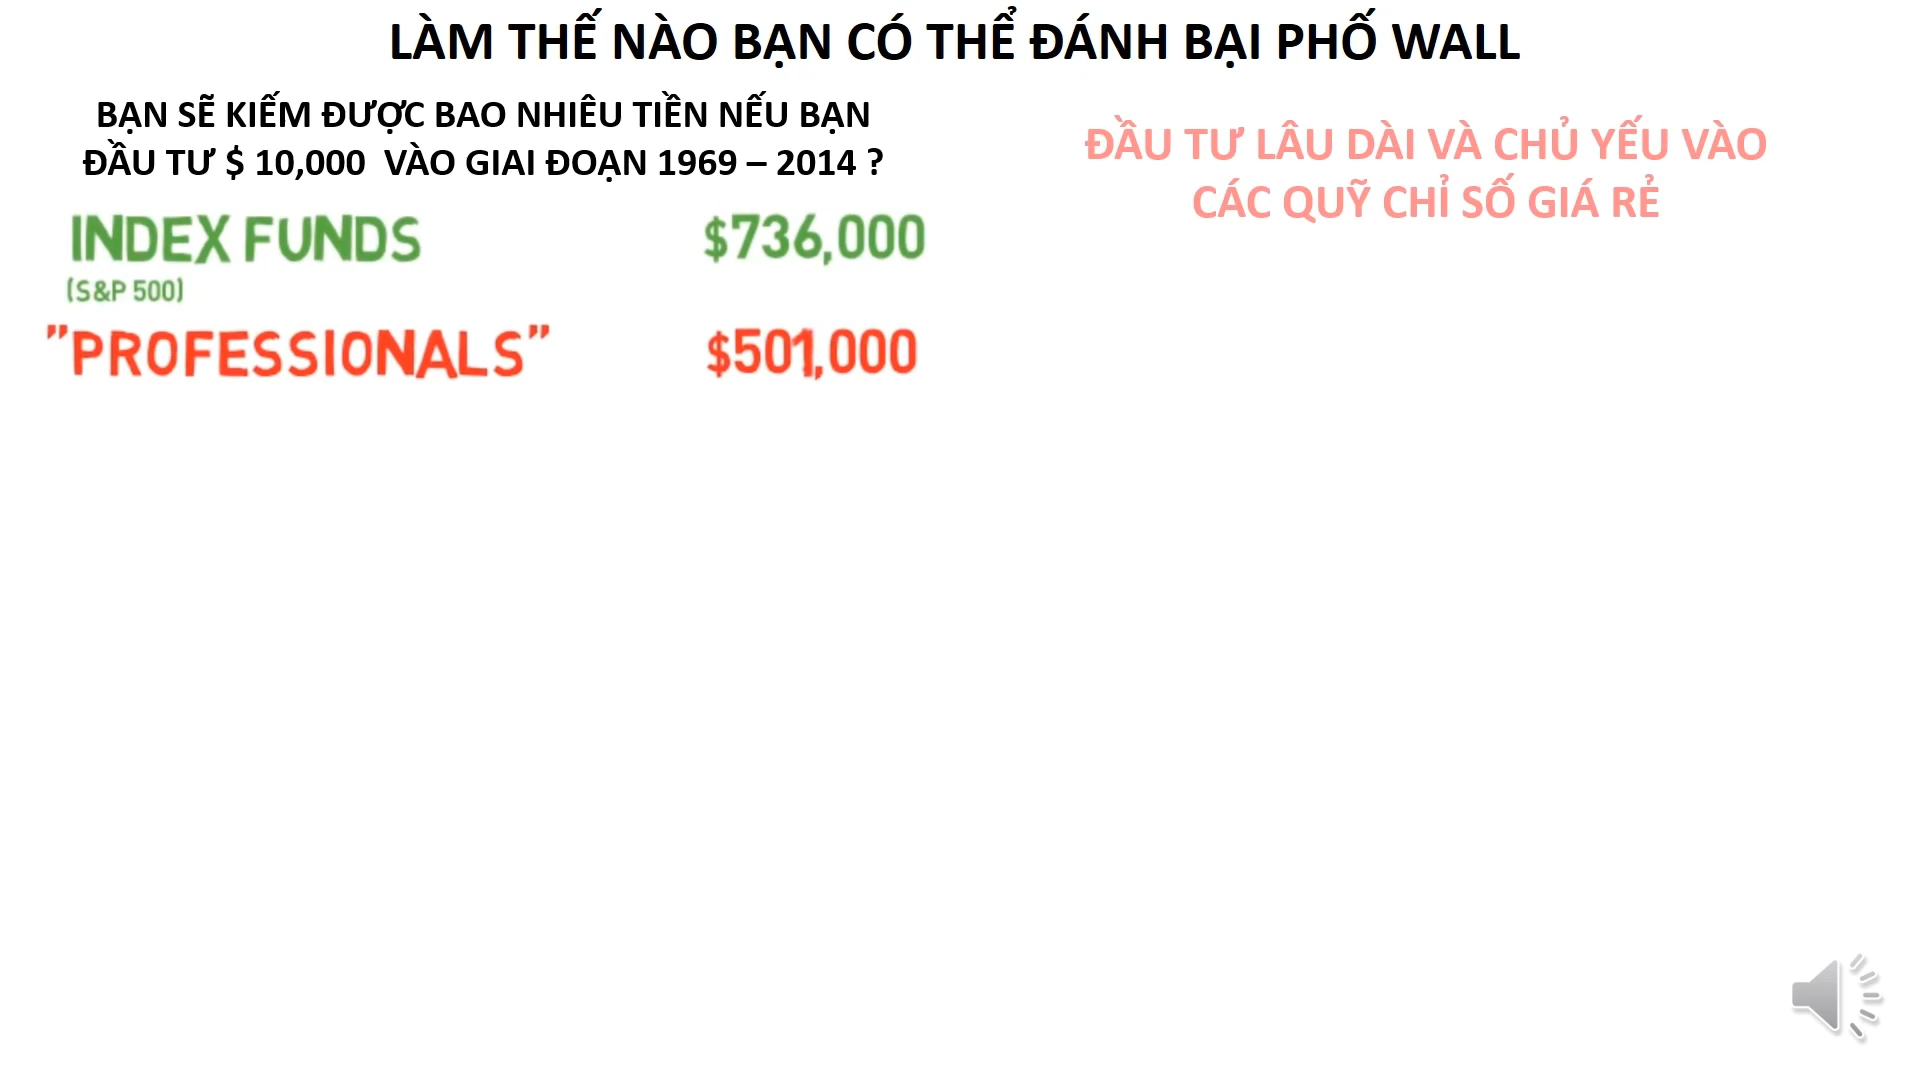 LÀM THẾ NÀO BẠN CÓ THỂ ĐÁNH BẠI PHỐ WALL
BẠN SẼ KIẾM ĐƯỢC BAO NHIÊU TIỀN NẾU BẠN
ĐẦU TƯ $ 10,000 VÀO GIAI ĐOẠN 1969 – 2014 ?
INDEX FUNDS $736,000
(S&P 500)
"PROFESSIONALS" $501,000
ĐẦU TƯ LÂU DÀI VÀ CHỦ YẾU VÀO
CÁC QUỸ CHỈ SỐ GIÁ RẺ